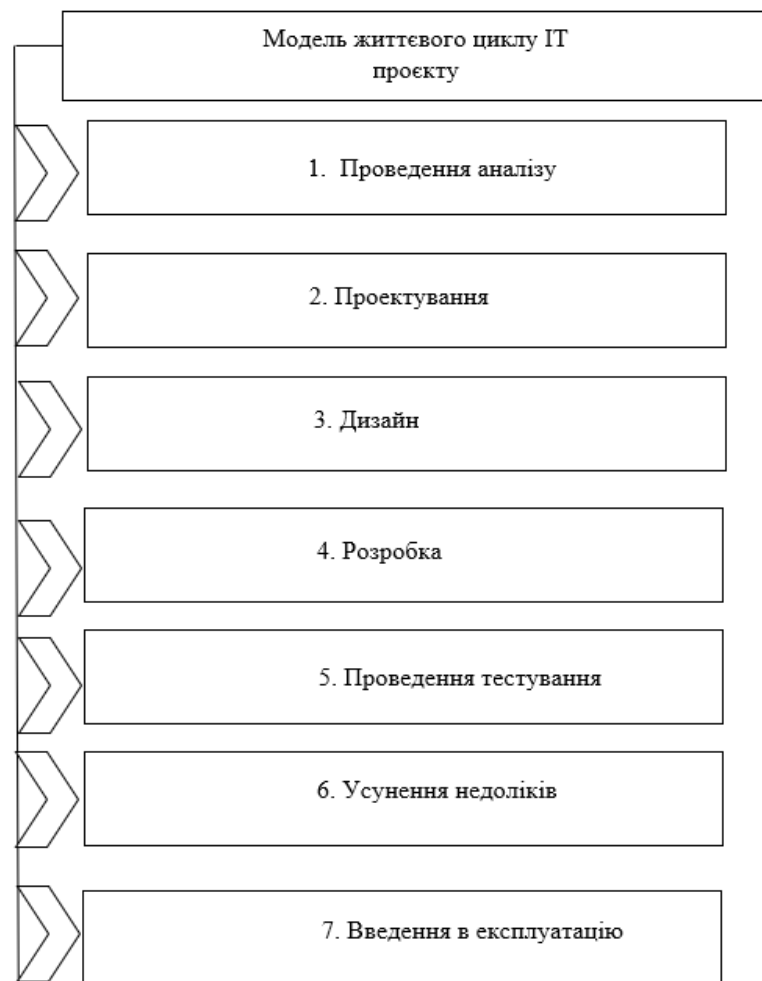 Модель життєвого циклу ІТ
проєкту
1. Проведення аналізу
2. Проектування
3. Дизайн
4. Розробка
5. Проведення тестування
6. Усунення недоліків
7. Введення в експлуатацію